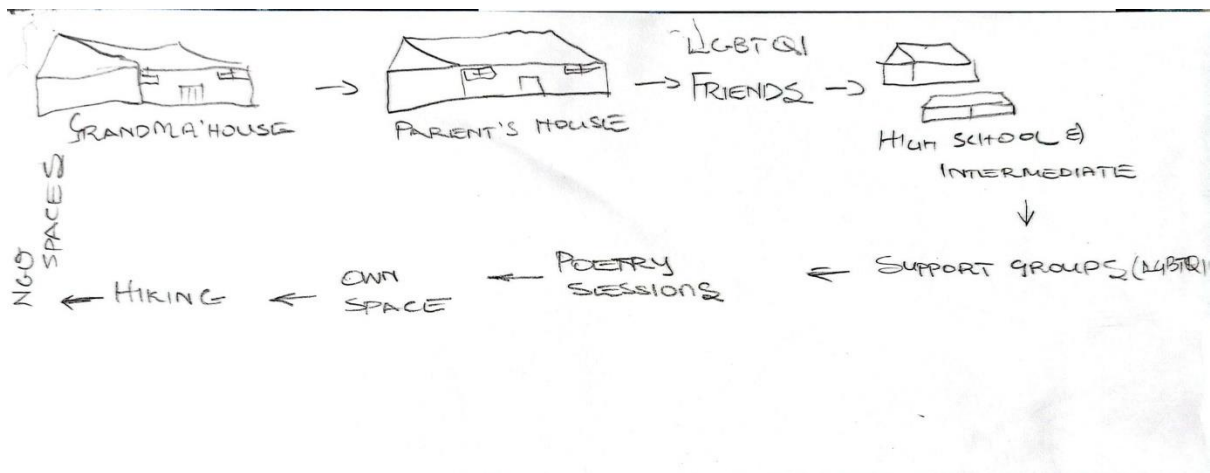 GRANDMA'HOUSE
PARENT'S HOUSE
LGBTQI
FRIENDS
HIGH SCHOOL &
INTERMEDIATE
SUPPORT GROUPS (LGBTQI
POETRY
SESSIONS
OWN
SPACE
HIKING
NGO
SPACES